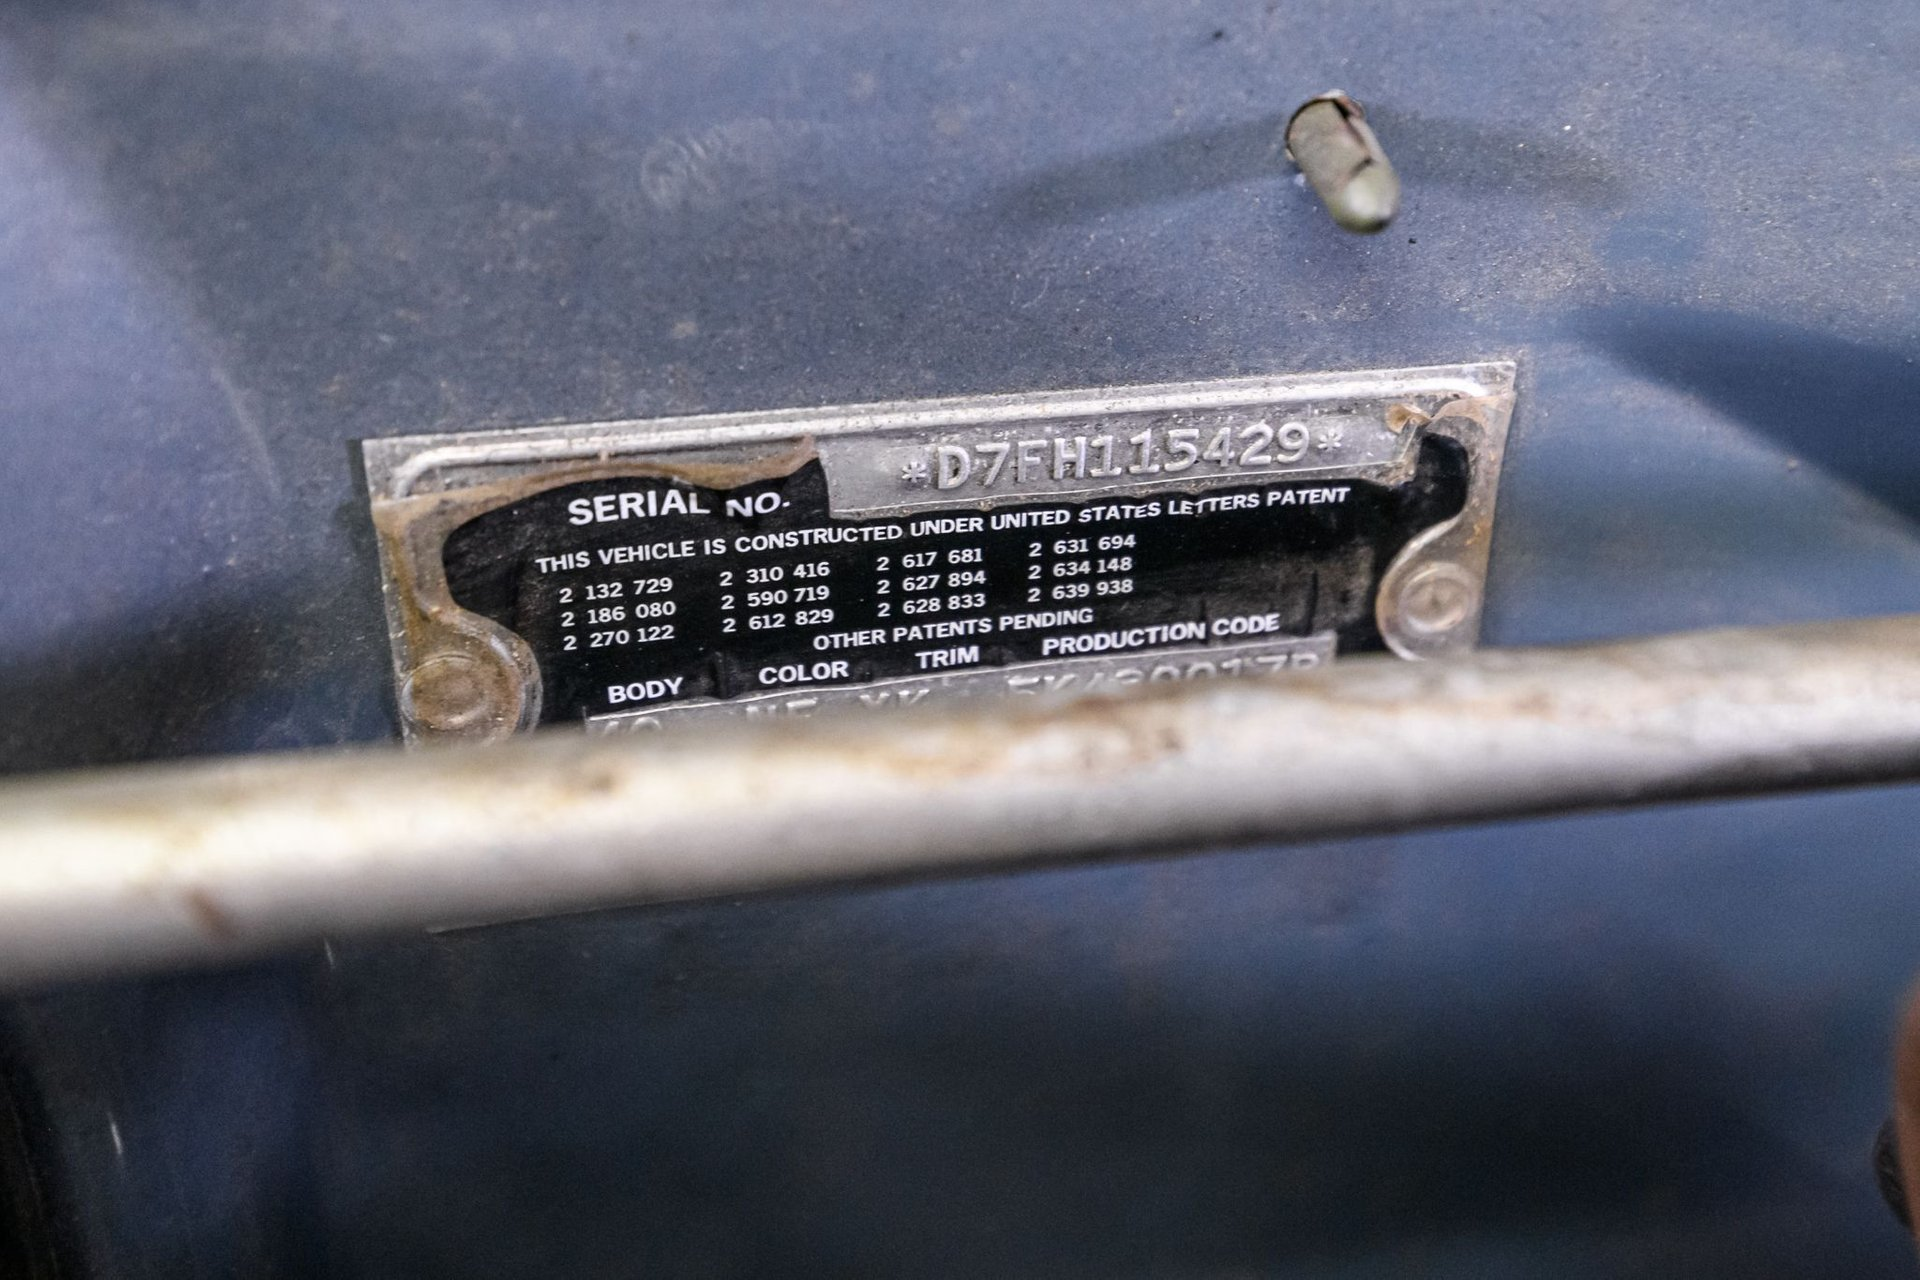 SERIAL NO. *D7FH115429*
THIS VEHICLE IS CONSTRUCTED UNDER UNITED STATES LETTERS PATENT
2 132 729 2 310 416 2 617 681 2 631 694
2 186 080 2 590 719 2 627 894 2 634 148
2 270 122 2 612 829 2 628 833 2 639 938
OTHER PATENTS PENDING
BODY COLOR TRIM PRODUCTION CODE